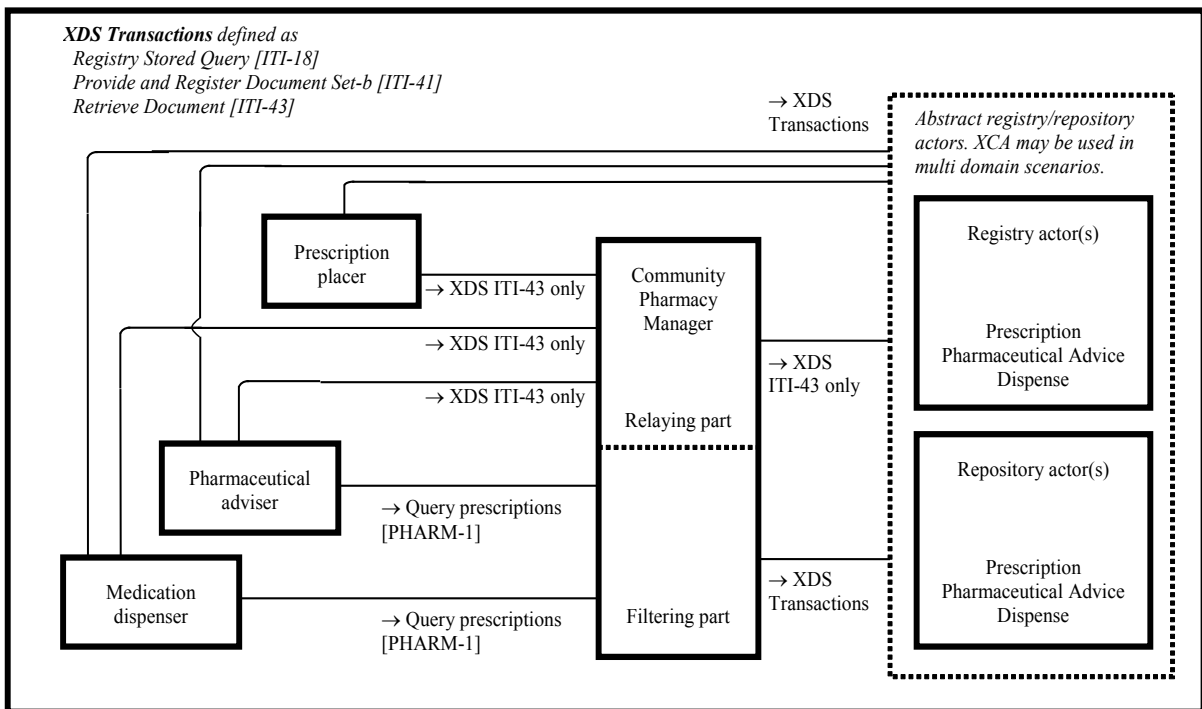 XDS Transactions defined as
Registry Stored Query [ITI-18]
Provide and Register Document Set-b [ITI-41]
Retrieve Document [ITI-43]
→ XDS
Transactions
Abstract registry/repository
actors. XCA may be used in
multi domain scenarios.
Registry actor(s)
Prescription
Pharmaceutical Advice
Dispense
Prescription
placer
→ XDS ITI-43 only
→ XDS ITI-43 only
→ XDS ITI-43 only
Community
Pharmacy
Manager
Relaying part
→ XDS
ITI-43 only
Pharmaceutical
adviser
→ Query prescriptions
[PHARM-1]
Repository actor(s)
Prescription
Pharmaceutical Advice
Dispense
Medication
dispenser
→ Query prescriptions
[PHARM-1]
Filtering part
→ XDS
Transactions